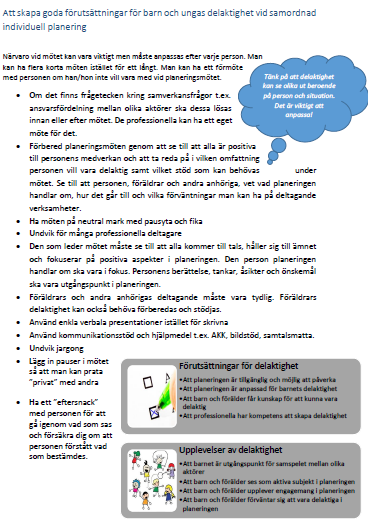 Att skapa goda förutsättningar för barn och ungas delaktighet vid samordnad
individuell planering
Närvaro vid mötet kan vara viktigt men måste anpassas efter varje person. Man
kan ha flera korta möten istället för ett långt. Man kan ha ett förmöte
med personen om han/hon inte vill vara med vid planeringsmötet.
Tänk på att delaktighet
kan se olika ut beroende
på person och situation.
Det är viktigt att
anpassa!
• Om det finns frågetecken kring samverkansfrågor t.ex.
ansvarsfördelning mellan olika aktörer ska dessa lösas
innan eller efter mötet. De professionella kan ha ett eget
möte för det.
• Förbered planeringsmöten genom att se till att alla är positiva
till personens medverkan och att ta reda på i vilken omfattning
personen vill vara delaktig samt vilket stöd som kan behövas under
mötet. Se till att personen, föräldrar och andra anhöriga, vet vad planeringen
handlar om, hur det går till och vilka förväntningar man kan ha på deltagande
verksamheter.
• Ha möten på neutral mark med pausyta och fika
• Undvik för många professionella deltagare
• Den som leder mötet måste se till att alla kommer till tals, håller sig till ämnet
och fokuserar på positiva aspekter i planeringen. Den person planeringen
handlar om ska vara i fokus. Personens berättelse, tankar, åsikter och önskemål
ska vara utgångspunkt i planeringen.
• Föräldrars och andra anhörigas deltagande måste vara tydlig. Föräldrars
delaktighet kan också behöva förberedas och stödjas.
• Använd enkla verbala presentationer istället för skrivna
• Använd kommunikationsstöd och hjälpmedel t.ex. AKK, bildstöd, samtalsmatta.
• Undvik jargong
• Lägg in pauser i mötet
så att man kan prata
"privat" med andra
• Ha ett "eftersnack"
med personen för att
gå igenom vad som sas
och försäkra dig om att
personen förstått vad
som bestämdes.
Förutsättningar för delaktighet
•Att planeringen är tillgänglig och möjlig att påverka
•Att planeringen är anpassad för barnets delaktighet
•Att barn och förälder får kunskap för att kunna vara
delaktig
•Att professionella har kompetens att skapa delaktighet
Upplevelser av delaktighet
•Att barnet är utgångspunkt för samspelet mellan olika
aktörer
•Att barn och förälder ses som aktiva subjekt i planeringen
•Att barn och förälder upplever engagemang i planeringen
•Att barn och förälder förväntar sig att vara delaktiga i
planeringen